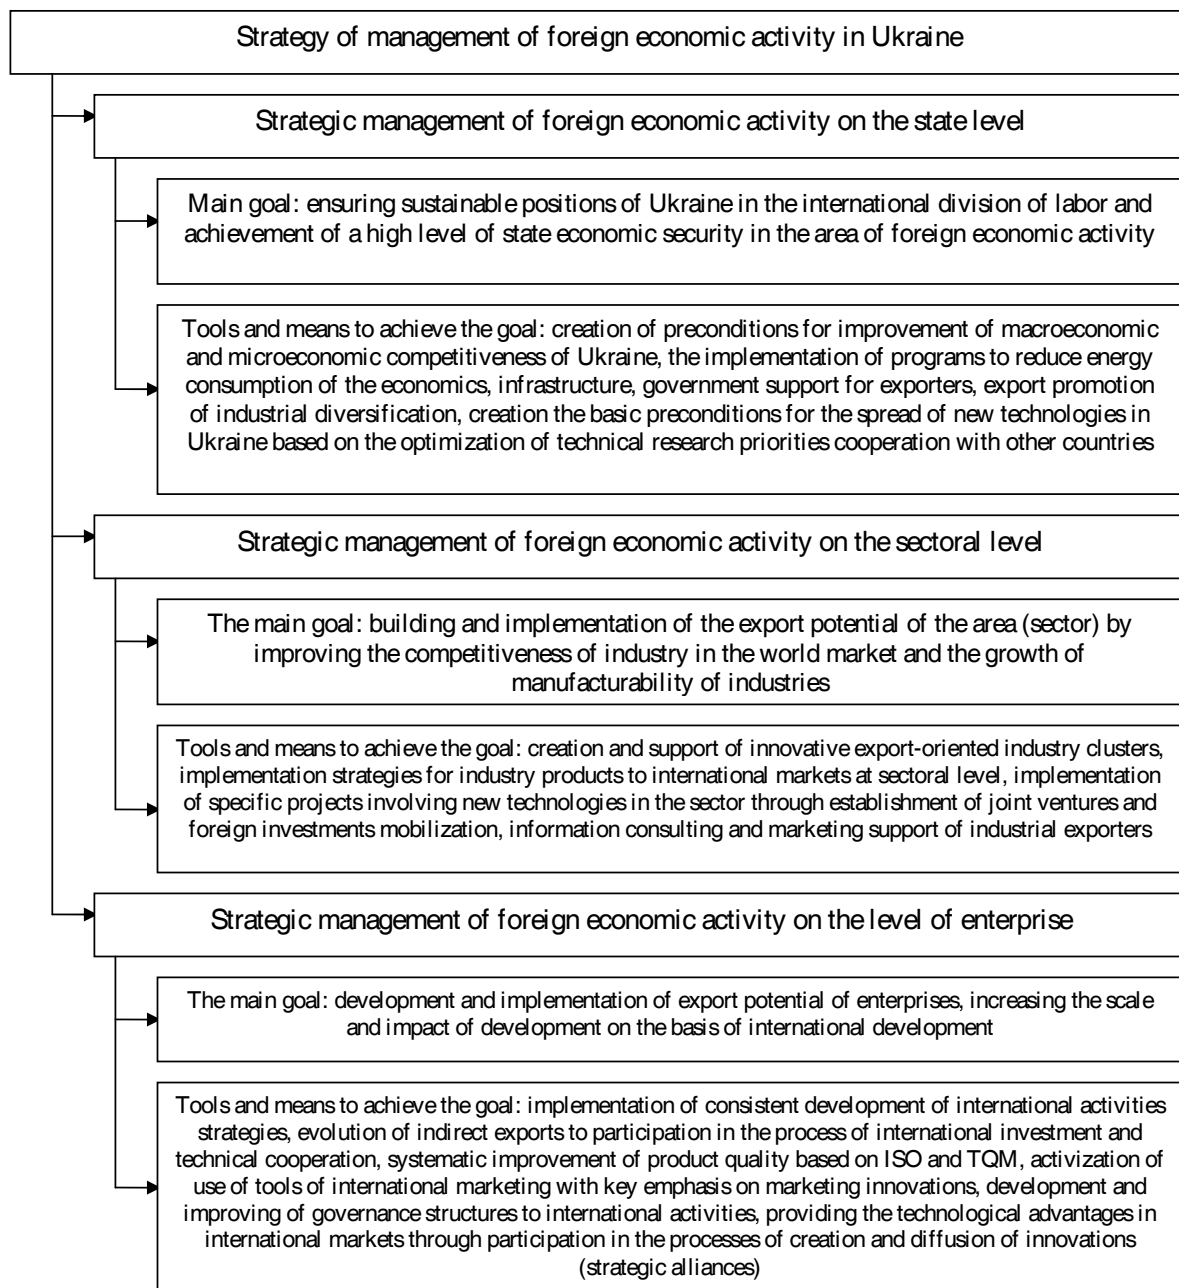 Strategy of management of foreign economic activity in Ukraine
Strategic management of foreign economic activity on the state level
Main goal: ensuring sustainable positions of Ukraine in the international division of labor and
achievement of a high level of state economic security in the area of foreign economic activity
Tools and means to achieve the goal: creation of preconditions for improvement of macroeconomic
and microeconomic competitiveness of Ukraine, the implementation of programs to reduce energy
consumption of the economics, infrastructure, government support for exporters, export promotion
of industrial diversification, creation the basic preconditions for the spread of new technologies in
Ukraine based on the optimization of technical research priorities cooperation with other countries
Strategic management of foreign economic activity on the sectoral level
The main goal: building and implementation of the export potential of the area (sector) by
improving the competitiveness of industry in the world market and the growth of
manufacturability of industries
Tools and means to achieve the goal: creation and support of innovative export-oriented industry clusters,
implementation strategies for industry products to international markets at sectoral level, implementation
of specific projects involving new technologies in the sector through establishment of joint ventures and
foreign investments mobilization, information consulting and marketing support of industrial exporters
Strategic management of foreign economic activity on the level of enterprise
The main goal: development and implementation of export potential of enterprises, increasing the scale
and impact of development on the basis of international development
Tools and means to achieve the goal: implementation of consistent development of international activities
strategies, evolution of indirect exports to participation in the process of international investment and
technical cooperation, systematic improvement of product quality based on ISO and TQM, activization of
use of tools of international marketing with key emphasis on marketing innovations, development and
improving of governance structures to international activities, providing the technological advantages in
international markets through participation in the processes of creation and diffusion of innovations
(strategic alliances)